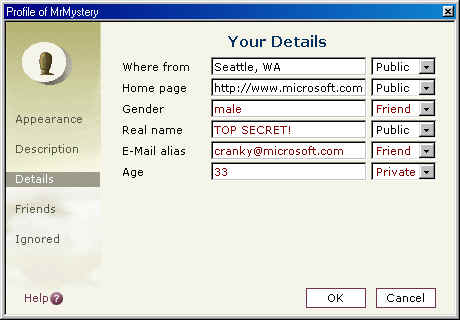 Profile of MrMystery
Your Details
Where from Seattle, WA Public
Home page http://www.microsoft.com Public
Gender male Friend
Real name TOP SECRET! Public
E-Mail alias cranky@microsoft.com Friend
Age 33 Private
Appearance
Description
Details
Friends
Ignored
Help ?
OK Cancel